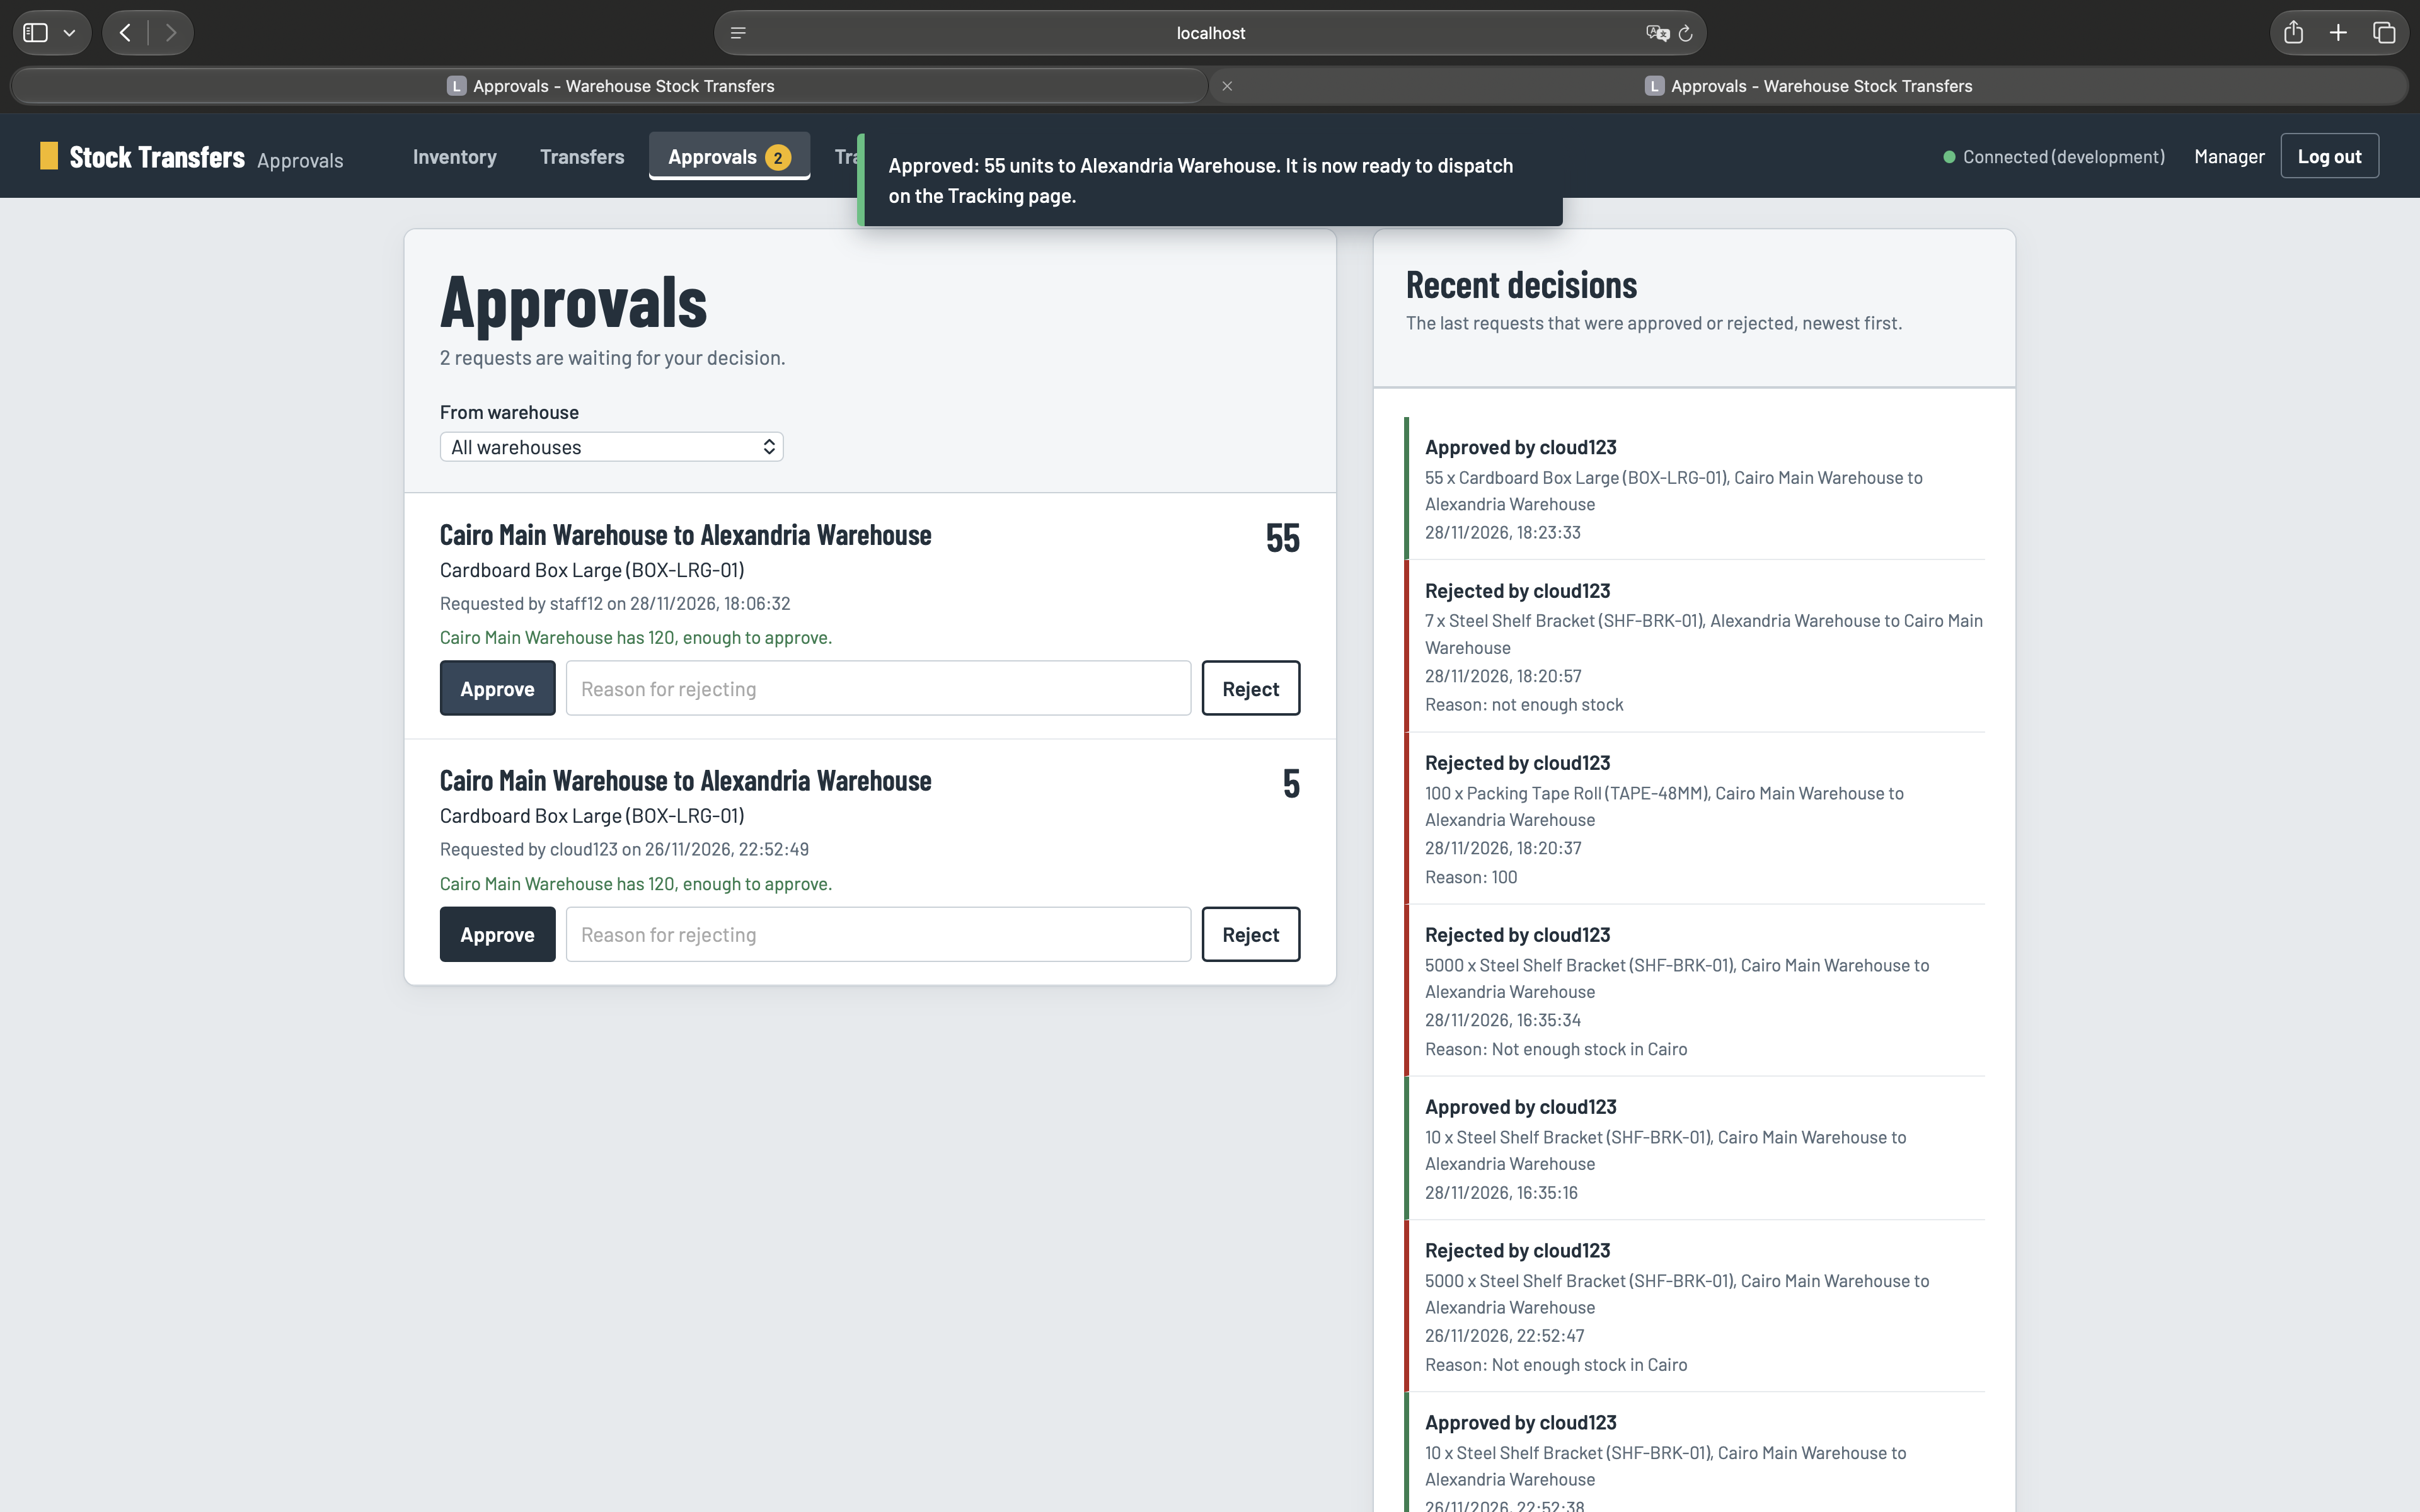 localhost
L Approvals - Warehouse Stock Transfers
L Approvals - Warehouse Stock Transfers
Stock Transfers Approvals
Inventory
Transfers
Approvals 2
Connected (development)
Manager
Log out
Approved: 55 units to Alexandria Warehouse. It is now ready to dispatch
on the Tracking page.
Approvals
2 requests are waiting for your decision.
From warehouse
All warehouses
Cairo Main Warehouse to Alexandria Warehouse
55
Cardboard Box Large (BOX-LRG-01)
Requested by staff12 on 28/11/2026, 18:06:32
Cairo Main Warehouse has 120, enough to approve.
Approve
Reason for rejecting
Reject
Cairo Main Warehouse to Alexandria Warehouse
5
Cardboard Box Large (BOX-LRG-01)
Requested by cloud123 on 26/11/2026, 22:52:49
Cairo Main Warehouse has 120, enough to approve.
Approve
Reason for rejecting
Reject
Recent decisions
The last requests that were approved or rejected, newest first.
Approved by cloud123
55 x Cardboard Box Large (BOX-LRG-01), Cairo Main Warehouse to
Alexandria Warehouse
28/11/2026, 18:23:33
Rejected by cloud123
7 x Steel Shelf Bracket (SHF-BRK-01), Alexandria Warehouse to Cairo Main
Warehouse
28/11/2026, 18:20:57
Reason: not enough stock
Rejected by cloud123
100 x Packing Tape Roll (TAPE-48MM), Cairo Main Warehouse to
Alexandria Warehouse
28/11/2026, 18:20:37
Reason: 100
Rejected by cloud123
5000 x Steel Shelf Bracket (SHF-BRK-01), Cairo Main Warehouse to
Alexandria Warehouse
28/11/2026, 16:35:34
Reason: Not enough stock in Cairo
Approved by cloud123
10 x Steel Shelf Bracket (SHF-BRK-01), Cairo Main Warehouse to
Alexandria Warehouse
28/11/2026, 16:35:16
Rejected by cloud123
5000 x Steel Shelf Bracket (SHF-BRK-01), Cairo Main Warehouse to
Alexandria Warehouse
26/11/2026, 22:52:47
Reason: Not enough stock in Cairo
Approved by cloud123
10 x Steel Shelf Bracket (SHF-BRK-01), Cairo Main Warehouse to
Alexandria Warehouse
26/11/2026, 22:52:38